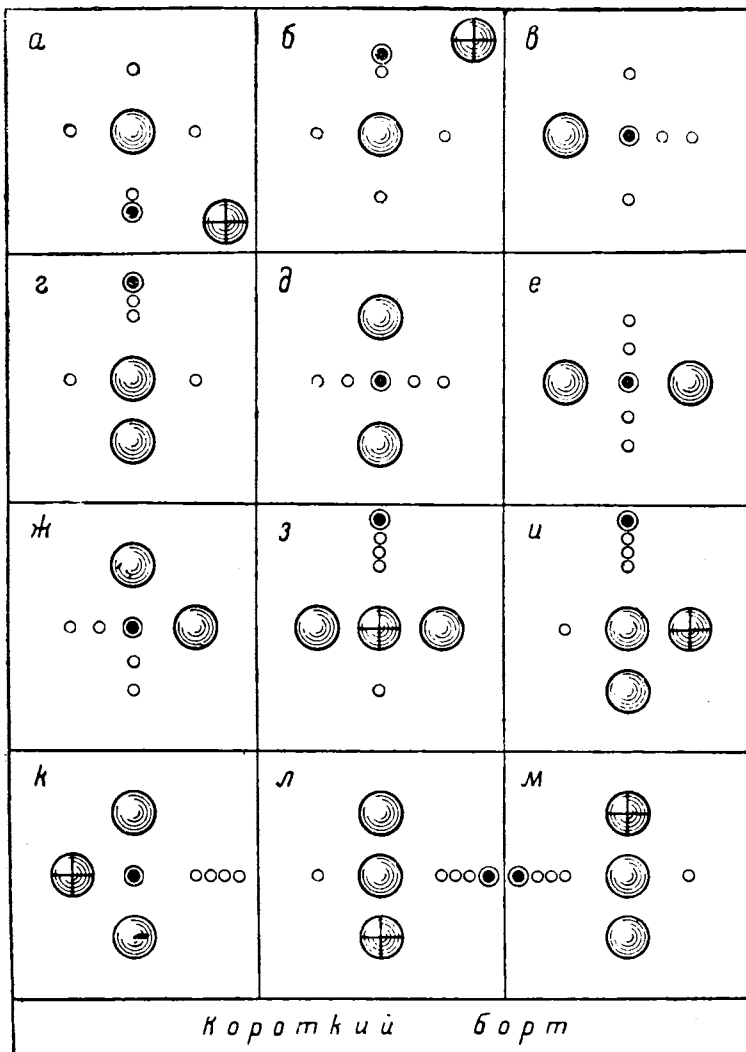 а б в
г д е
ж з и
к л м
короткий борт